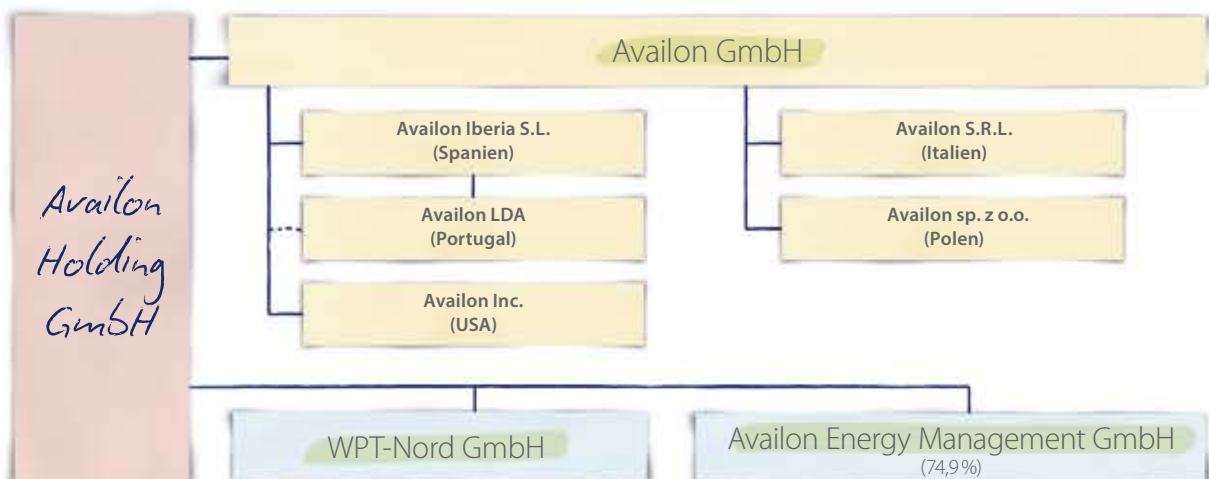 Availon
Holding
GmbH
Availon GmbH
Availon Iberia S.L.
(Spanien)
Availon LDA
(Portugal)
Availon Inc.
(USA)
Availon S.R.L.
(Italien)
Availon sp. z o.o.
(Polen)
WPT-Nord GmbH
Availon Energy Management GmbH
(74,9%)